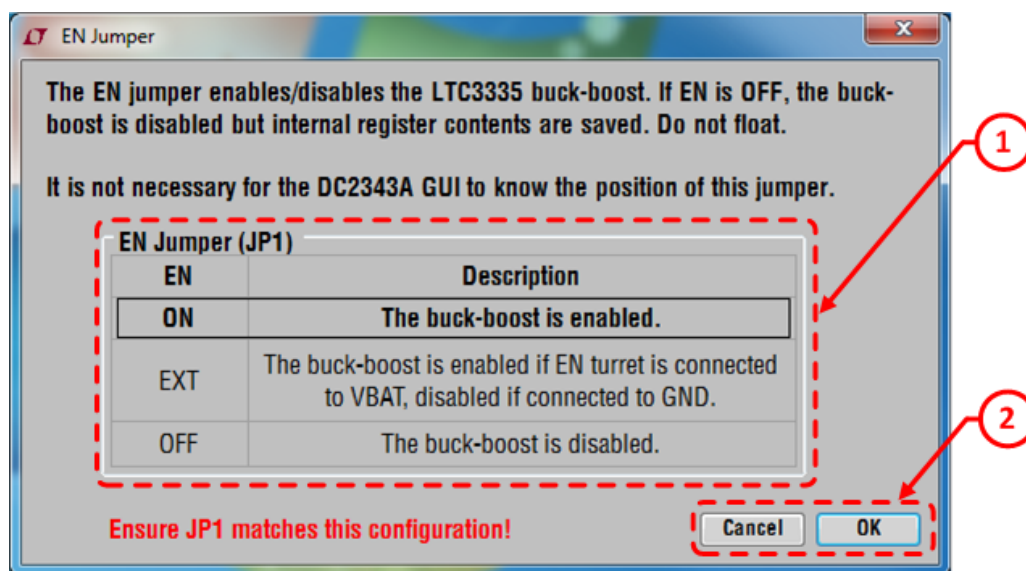 EN Jumper
The EN jumper enables/disables the LTC3335 buck-boost. If EN is OFF, the buck-
boost is disabled but internal register contents are saved. Do not float.
1
It is not necessary for the DC2343A GUI to know the position of this jumper.
EN Jumper (JP1)
EN Description
ON The buck-boost is enabled.
EXT The buck-boost is enabled if EN turret is connected
to VBAT, disabled if connected to GND.
2
OFF The buck-boost is disabled.
Ensure JP1 matches this configuration! Cancel OK